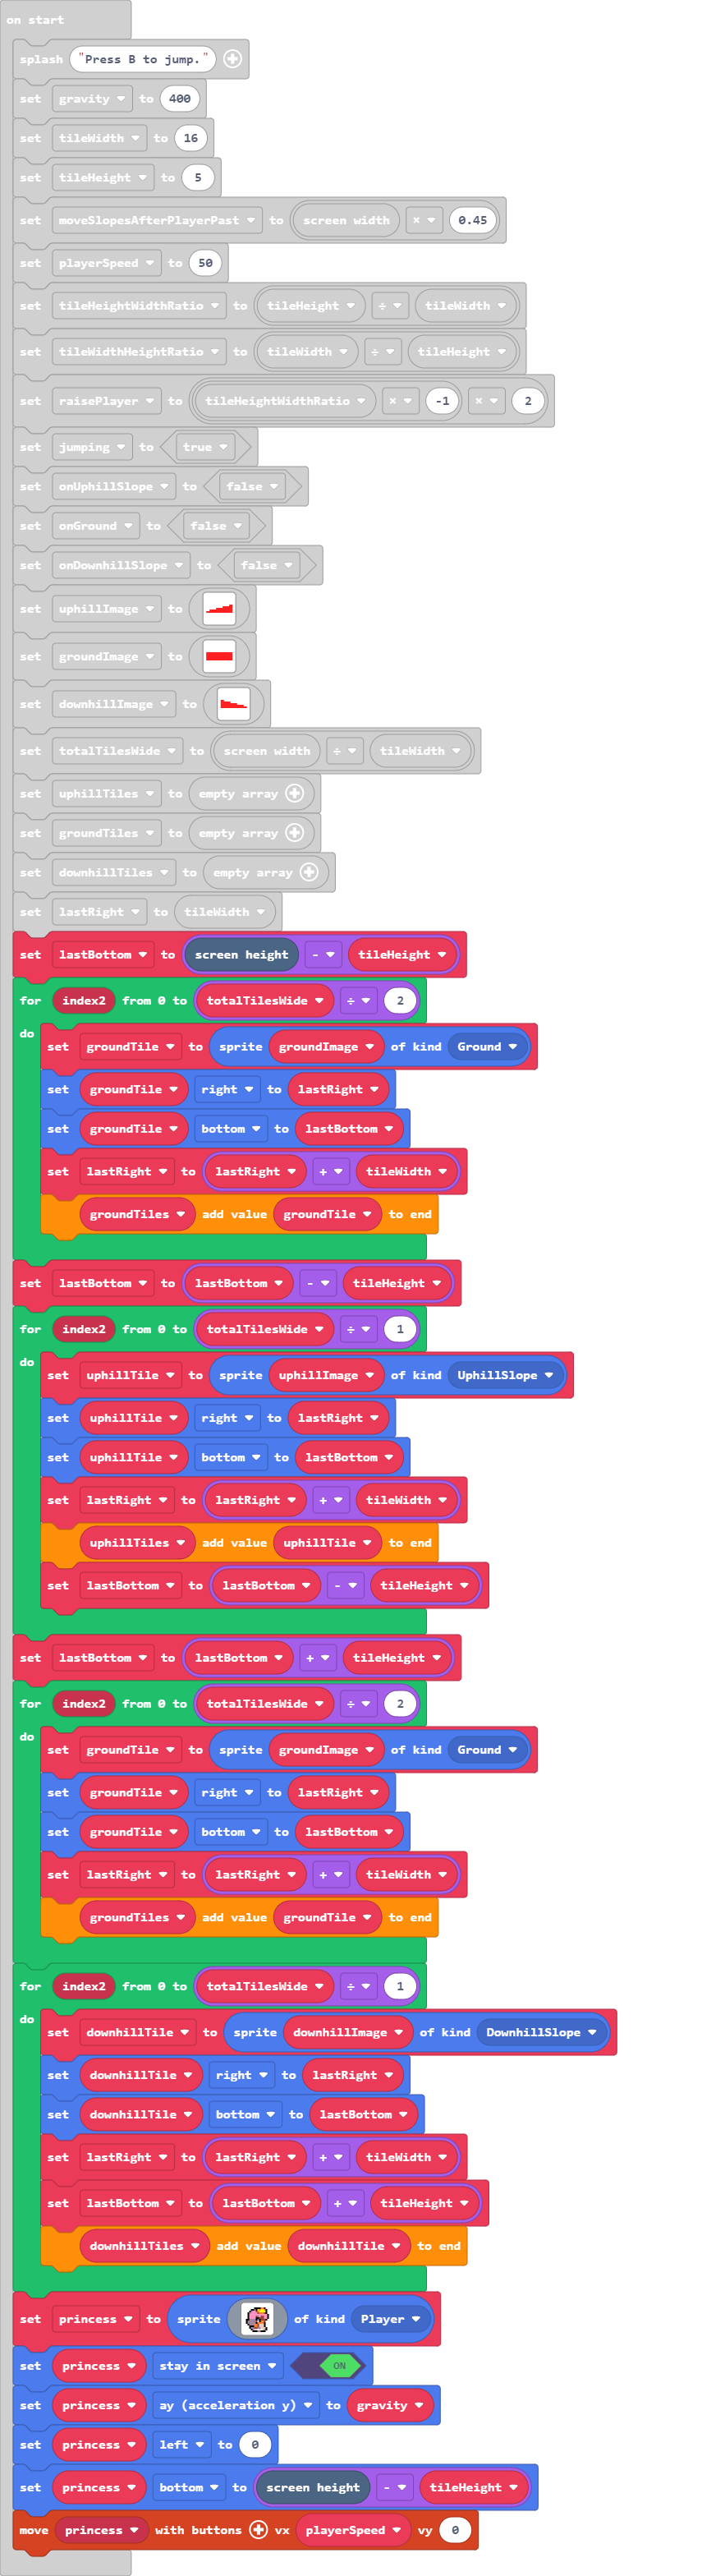 on start
splash "Press B to jump."
set gravity to 400
set tileWidth to 16
set tileHeight to 5
set moveSlopesAfterPlayerPast to screen width × 0.45
set playerSpeed to 50
set tileHeightWidthRatio to tileHeight ÷ tileWidth
set tileWidthHeightRatio to tileWidth ÷ tileHeight
set raisePlayer to tileHeightWidthRatio × -1 × 2
set jumping to true
set onUphillSlope to false
set onGround to false
set onDownhillSlope to false
set uphillImage to
set groundImage to
set downhillImage to
set totalTilesWide to screen width ÷ tileWidth
set uphillTiles to empty array
set groundTiles to empty array
set downhillTiles to empty array
set lastRight to tileWidth
set lastBottom to screen height - tileHeight
for index2 from 0 to totalTilesWide ÷ 2
do
set groundTile to sprite groundImage of kind Ground
set groundTile right to lastRight
set groundTile bottom to lastBottom
set lastRight to lastRight + tileWidth
groundTiles add value groundTile to end
set lastBottom to lastBottom - tileHeight
for index2 from 0 to totalTilesWide ÷ 1
do
set uphillTile to sprite uphillImage of kind UphillSlope
set uphillTile right to lastRight
set uphillTile bottom to lastBottom
set lastRight to lastRight + tileWidth
uphillTiles add value uphillTile to end
set lastBottom to lastBottom - tileHeight
set lastBottom to lastBottom + tileHeight
for index2 from 0 to totalTilesWide ÷ 2
do
set groundTile to sprite groundImage of kind Ground
set groundTile right to lastRight
set groundTile bottom to lastBottom
set lastRight to lastRight + tileWidth
groundTiles add value groundTile to end
for index2 from 0 to totalTilesWide ÷ 1
do
set downhillTile to sprite downhillImage of kind DownhillSlope
set downhillTile right to lastRight
set downhillTile bottom to lastBottom
set lastRight to lastRight + tileWidth
set lastBottom to lastBottom + tileHeight
downhillTiles add value downhillTile to end
set princess to sprite of kind Player
set princess stay in screen ON
set princess ay (acceleration y) to gravity
set princess left to 0
set princess bottom to screen height - tileHeight
move princess with buttons vx playerSpeed vy 0